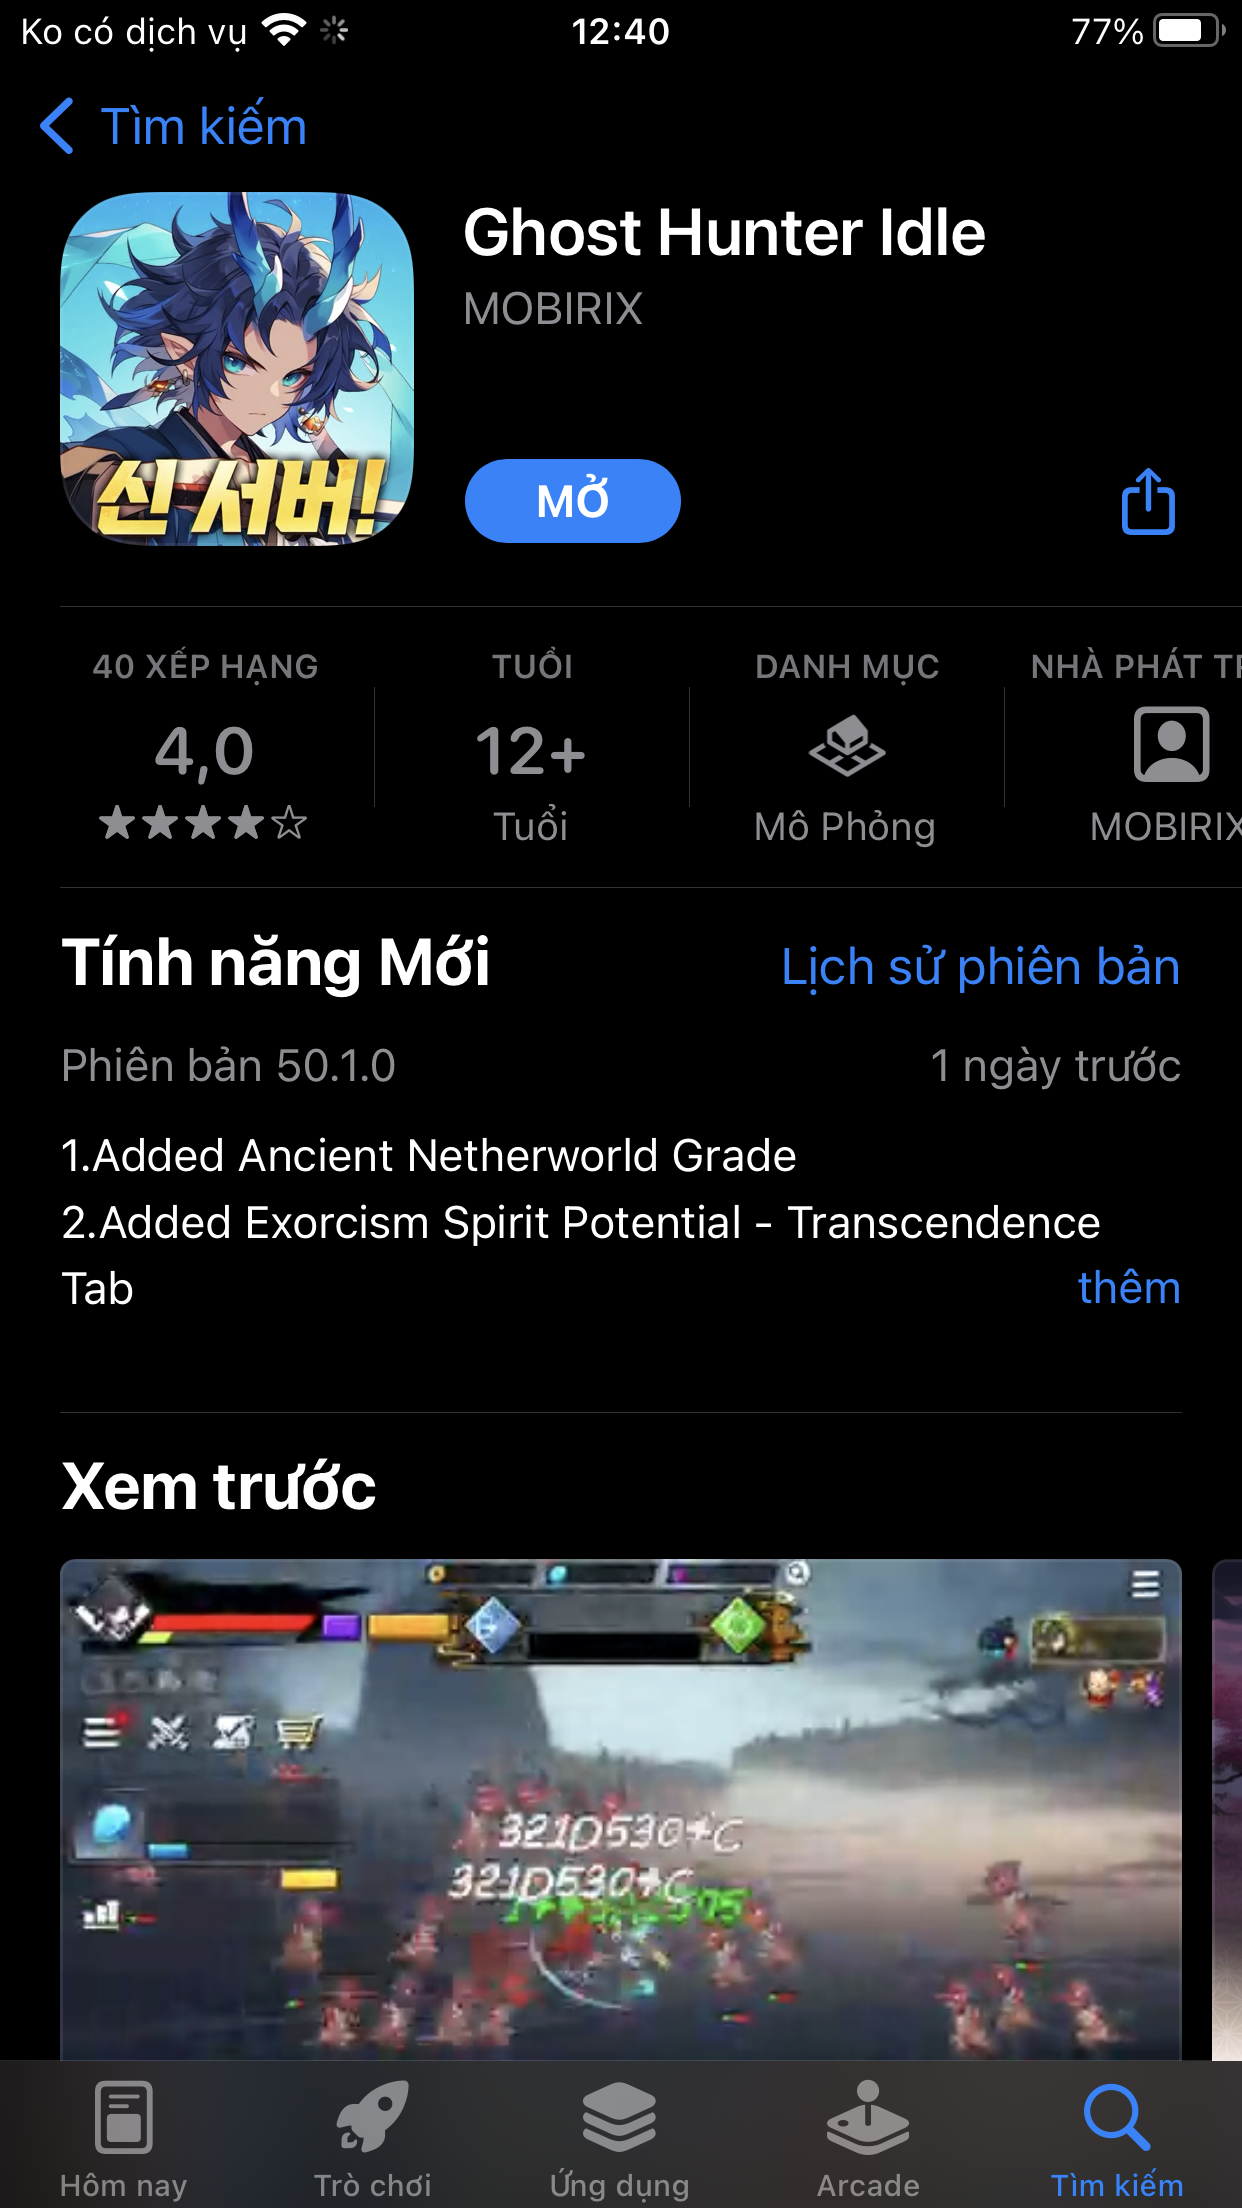 Ko có dịch vụ
12:40
77%
Tìm kiếm
Ghost Hunter Idle
MOBIRIX
신 서버!
MỞ
40 XẾP HẠNG
4,0
TUỔI
12+
Tuổi
DANH MỤC
Mô Phỏng
NHÀ PHÁT TR
MOBIRIX
Tính năng Mới
Lịch sử phiên bản
Phiên bản 50.1.0
1 ngày trước
1.Added Ancient Netherworld Grade
2.Added Exorcism Spirit Potential - Transcendence
Tab
thêm
Xem trước
321D530
321D530
Hôm nay
Trò chơi
Ứng dụng
Arcade
Tìm kiếm